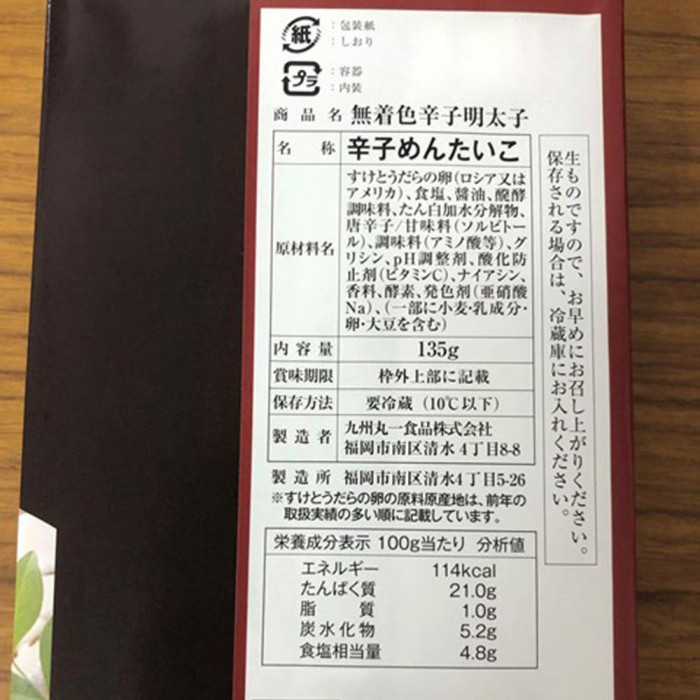 紙
：包装紙
：しおり
プラ
：容器
：内装
商品名 無着色辛子明太子
名称 辛子めんたいこ
原材料名
すけとうだらの卵(ロシア又は
アメリカ)、食塩、醤油、醗酵
調味料、たん白加水分解物、
唐辛子/甘味料(ソルビトー
ル)、調味料(アミノ酸等)、グ
リシン、pH調整剤、酸化防
止剤(ビタミンC)、ナイアシン、
香料、酵素、発色剤(亜硝酸
Na)、(一部に小麦・乳成分・
卵・大豆を含む)
内容量 135g
賞味期限 枠外上部に記載
保存方法 要冷蔵(10℃以下)
製造者 九州丸一食品株式会社
福岡市南区清水4丁目8-8
製造所 福岡市南区清水4丁目5-26
※すけとうだらの卵の原料原産地は、前年の
取扱実績の多い順に記載しています。
生ものですので、お早めにお召し上がりください。
保存される場合は、冷蔵庫にお入れください。
栄養成分表示 100g当たり 分析値
エネルギー 114kcal
たんぱく質 21.0g
脂質 1.0g
炭水化物 5.2g
食塩相当量 4.8g